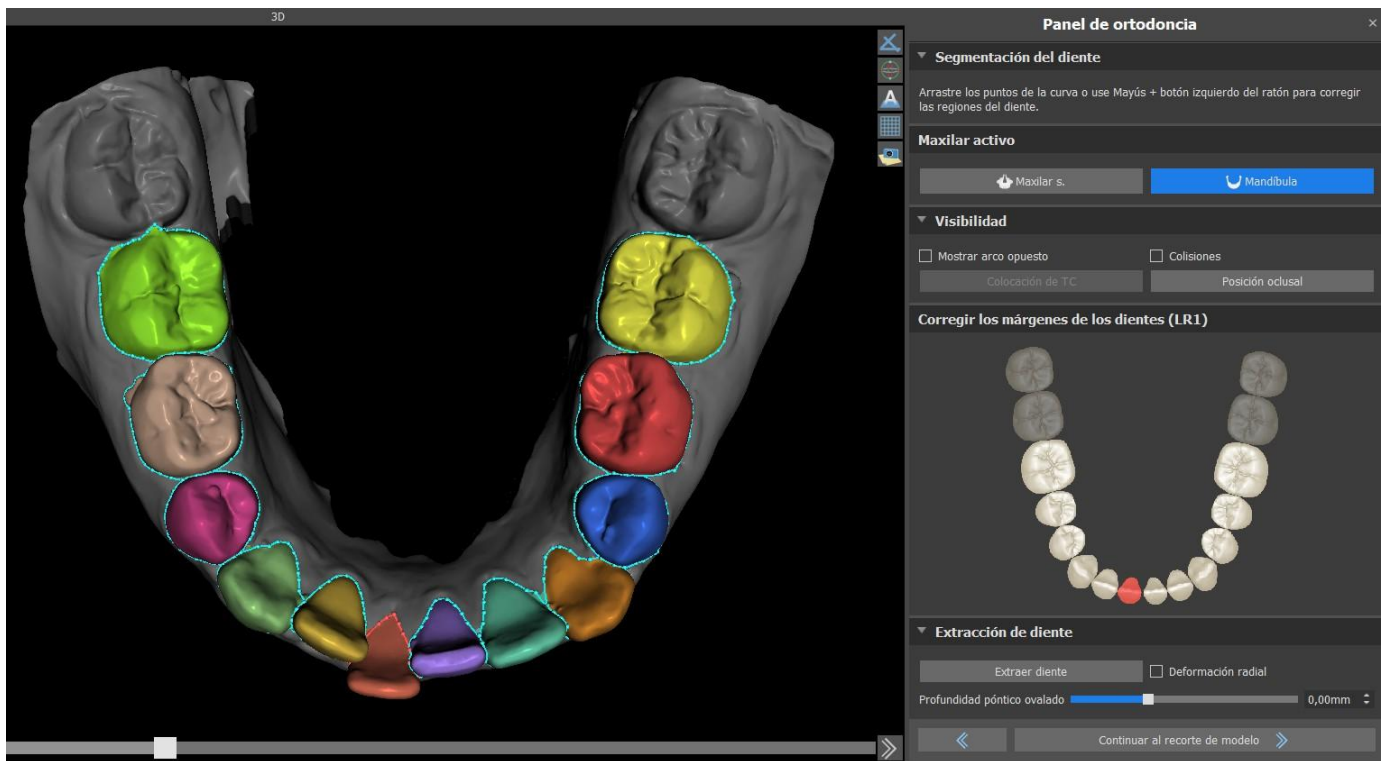 3D
Panel de ortodoncia
Segmentación del diente
Arrastre los puntos de la curva o use Mayús + botón izquierdo del ratón para corregir
las regiones del diente.
Maxilar activo
Maxilar s.
Mandíbula
Visibilidad
Mostrar arco opuesto
Colisiones
Colocación de TC
Posición oclusal
Corregir los márgenes de los dientes (LR1)
Extracción de diente
Extraer diente
Deformación radial
Profundidad póntico ovalado
0,00mm
Continuar al recorte de modelo